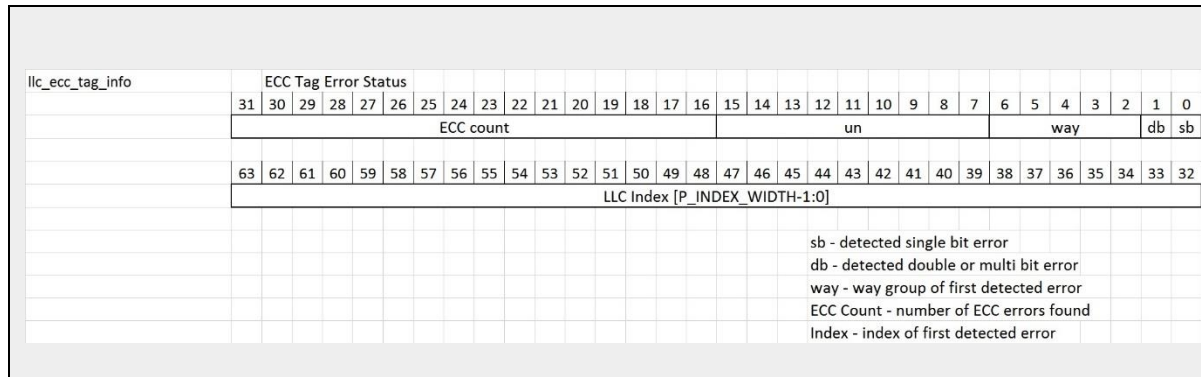 llc_ecc_tag_info ECC Tag Error Status
31 30 29 28 27 26 25 24 23 22 21 20 19 18 17 16 15 14 13 12 11 10 9 8 7 6 5 4 3 2 1 0
ECC count un way db sb
63 62 61 60 59 58 57 56 55 54 53 52 51 50 49 48 47 46 45 44 43 42 41 40 39 38 37 36 35 34 33 32
LLC Index [P_INDEX_WIDTH-1:0]
sb - detected single bit error
db - detected double or multi bit error
way - way group of first detected error
ECC Count - number of ECC errors found
Index - index of first detected error